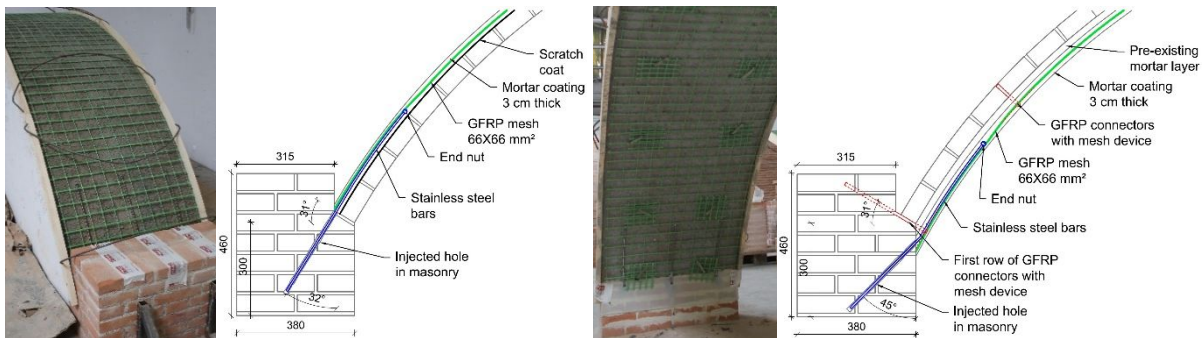 Scratch
coat
Mortar coating
3 cm thick
GFRP mesh
66X66 mm²
End nut
Stainless steel
bars
Injected hole
in masonry
315
31°
460
300
32°
380
Pre-existing
mortar layer
Mortar coating
3 cm thick
GFRP connectors
with mesh device
GFRP mesh
66X66 mm²
End nut
Stainless steel bars
First row of GFRP
connectors with
mesh device
Injected hole
in masonry
315
31°
460
300
45°
380